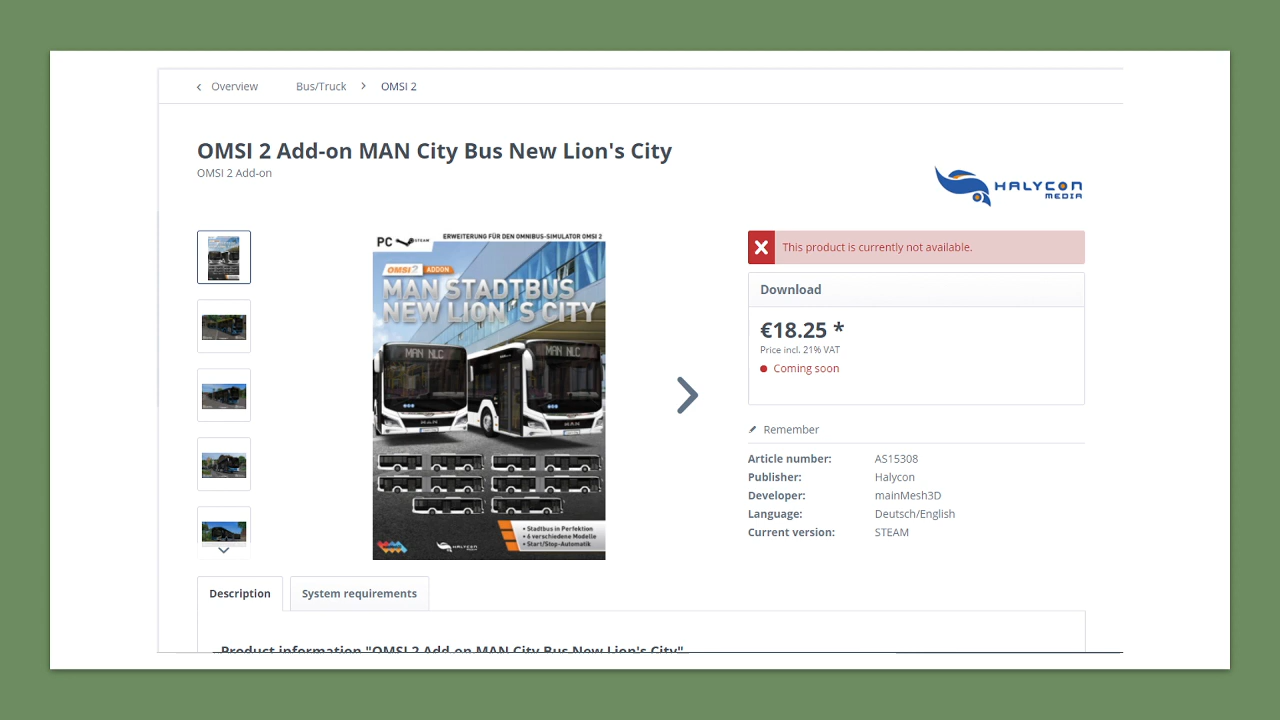 Overview
Bus/Truck
OMSI 2
OMSI 2 Add-on MAN City Bus New Lion's City
OMSI 2 Add-on
HALYCON
MEDIA
PC STEAM
ERWEITERUNG FÜR DEN OMNIBUS-SIMULATOR OMSI 2
OMSI 2 ADDON
MAN STADTBUS
NEW LION'S CITY
MAN NLC
MAN NLC
• Stadtbus in Perfektion
• 6 verschiedene Modelle
• Start/Stop-Automatik
HALYCON
This product is currently not available.
Download
€18.25 *
Price incl. 21% VAT
Coming soon
Remember
Article number: AS15308
Publisher: Halycon
Developer: mainMesh3D
Language: Deutsch/English
Current version: STEAM
Description
System requirements
Product information "OMSI 2 Add-on MAN City Bus New Lion's City"